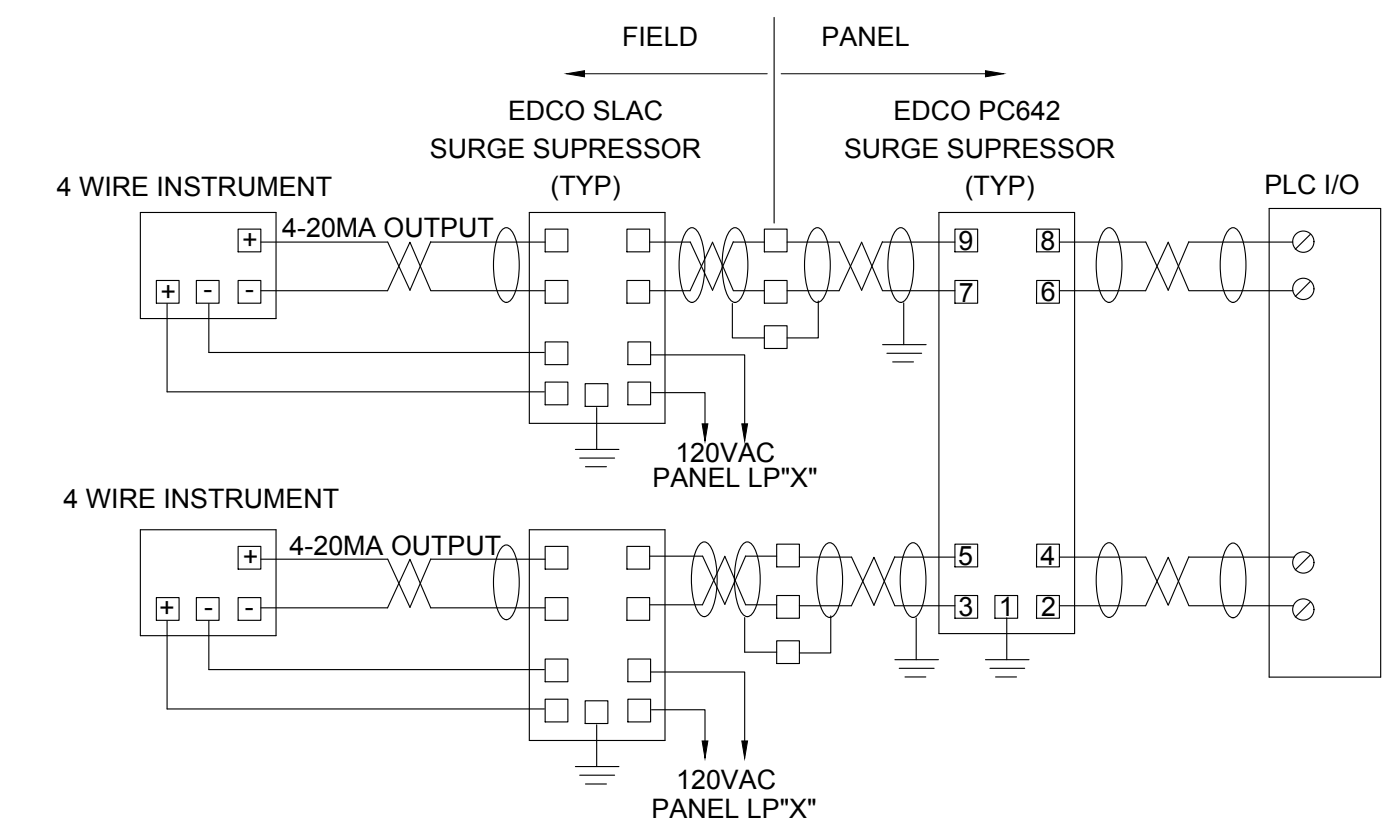 FIELD PANEL
EDCO SLAC
SURGE SUPRESSOR
(TYP)
EDCO PC642
SURGE SUPRESSOR
(TYP)
PLC I/O
4 WIRE INSTRUMENT
4-20MA OUTPUT
+
+ - -
9 8
7 6
120VAC
PANEL LP"X"
4 WIRE INSTRUMENT
4-20MA OUTPUT
+
+ - -
5 4
3 1 2
120VAC
PANEL LP"X"